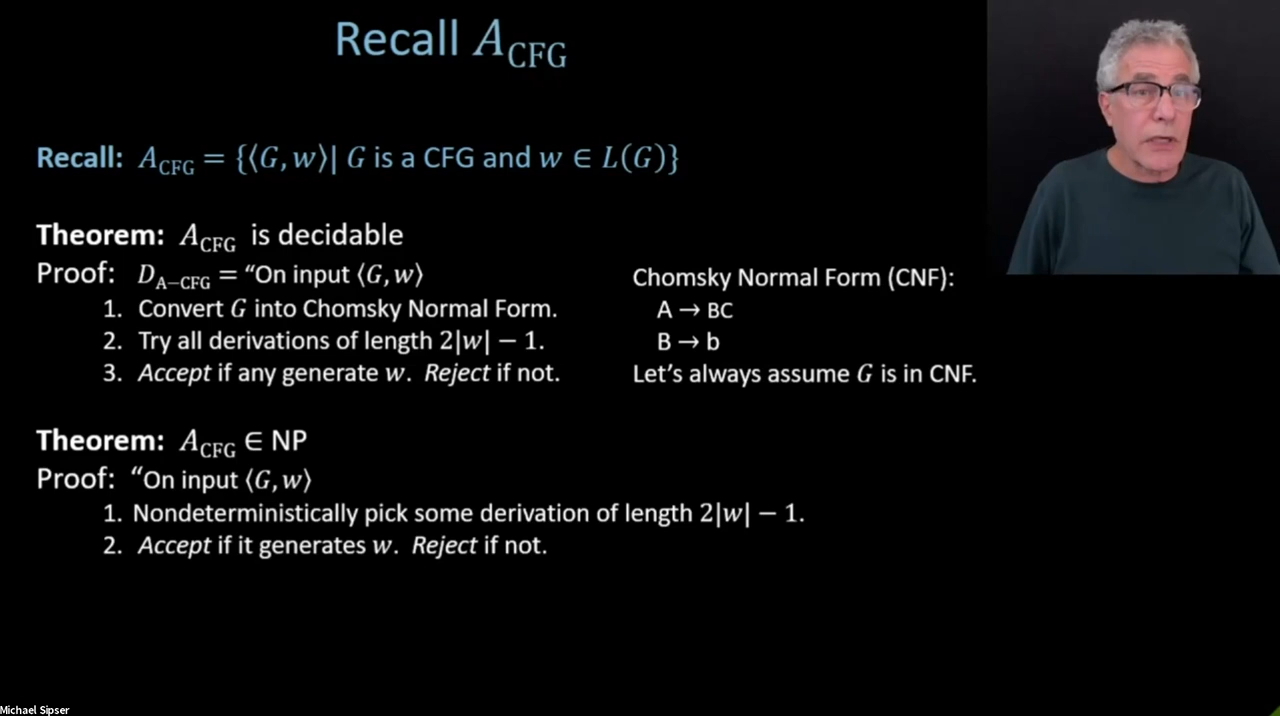 Recall A_CFG
Recall: A_CFG = {⟨G, w⟩| G is a CFG and w ∈ L(G)}
Theorem: A_CFG is decidable
Proof: D_A−CFG = “On input ⟨G, w⟩
1. Convert G into Chomsky Normal Form.
2. Try all derivations of length 2|w| − 1.
3. Accept if any generate w. Reject if not.
Chomsky Normal Form (CNF):
A → BC
B → b
Let’s always assume G is in CNF.
Theorem: A_CFG ∈ NP
Proof: “On input ⟨G, w⟩
1. Nondeterministically pick some derivation of length 2|w| − 1.
2. Accept if it generates w. Reject if not.
Michael Sipser